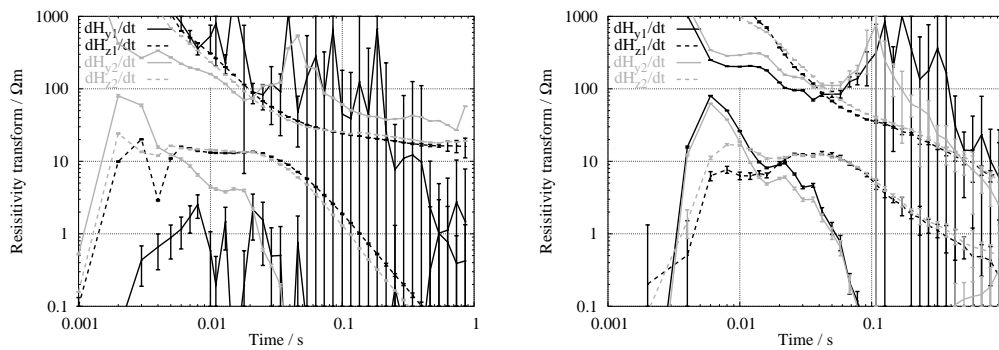 1000
100
10
1
0.1
0.001
0.01
0.1
1
Resisitivity transform / Ωm
Time / s
dH_y1/dt
dH_z1/dt
dH_y2/dt
dH_z2/dt
1000
100
10
1
0.1
0.001
0.01
0.1
Resisitivity transform / Ωm
Time / s
dH_y1/dt
dH_z1/dt
dH_y2/dt
dH_z2/dt